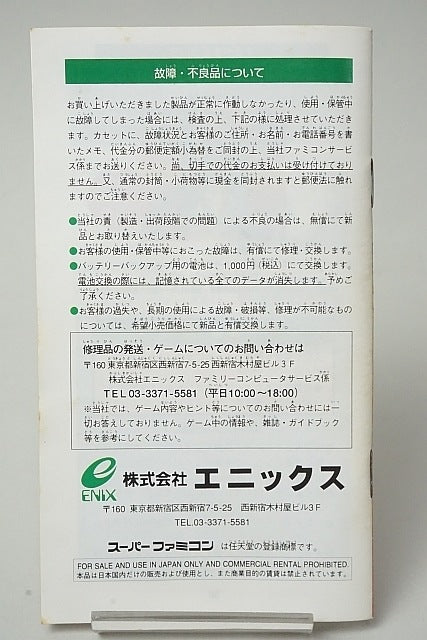 故障・不良品について
お買い上げいただきました製品が正常に作動しなかったり、使用・保管中
に故障してしまった場合には、検査の上、下記の様に処理させていただき
ます。カセットに、故障状況とお客様のご住所・お名前・お電話番号を書
いたメモ、代金分の郵便定額小為替をご同封の上、当社ファミコンサービ
ス係までお送りください。尚、切手での代金のお支払いは受け付けており
ません。又、通常の封筒・小荷物等に現金を同封されますと郵便法に触れ
ますのでご注意ください。
●当社の責（製造・出荷段階での問題）による不良の場合は、無償にて新
品とお取り替えいたします。
●お客様の使用・保管中等におこった故障は、有償にて修理・交換します。
●バッテリーバックアップ用の電池は、1,000円（税込）にて交換します。
電池交換の際には、記憶されている全てのデータが消失します。予めご
了承ください。
●お客様の過失や、長期の使用による故障・破損等、修理が不可能なもの
については、希望小売価格にて新品と有償交換します。
修理品の発送・ゲームについてのお問い合わせは
〒160 東京都新宿区西新宿7-5-25 西新宿木村屋ビル3F
株式会社エニックス ファミリーコンピュータサービス係
TEL03-3371-5581（平日10:00～18:00）
※当社では、ゲーム内容やヒント等についてのお問い合わせには一
切お答えしておりません。ゲーム中の情報や、雑誌・ガイドブック
等を参考にしてください。
ENIX 株式会社 エニックス
〒160 東京都新宿区西新宿7-5-25 西新宿木村屋ビル3F
TEL.03-3371-5581
スーパーファミコン は任天堂の登録商標です。
FOR SALE AND USE IN JAPAN ONLY AND COMMERCIAL RENTAL PROHIBITED.
本品は日本国内だけの販売および使用とし、また商業目的の賃貸は禁止されています。